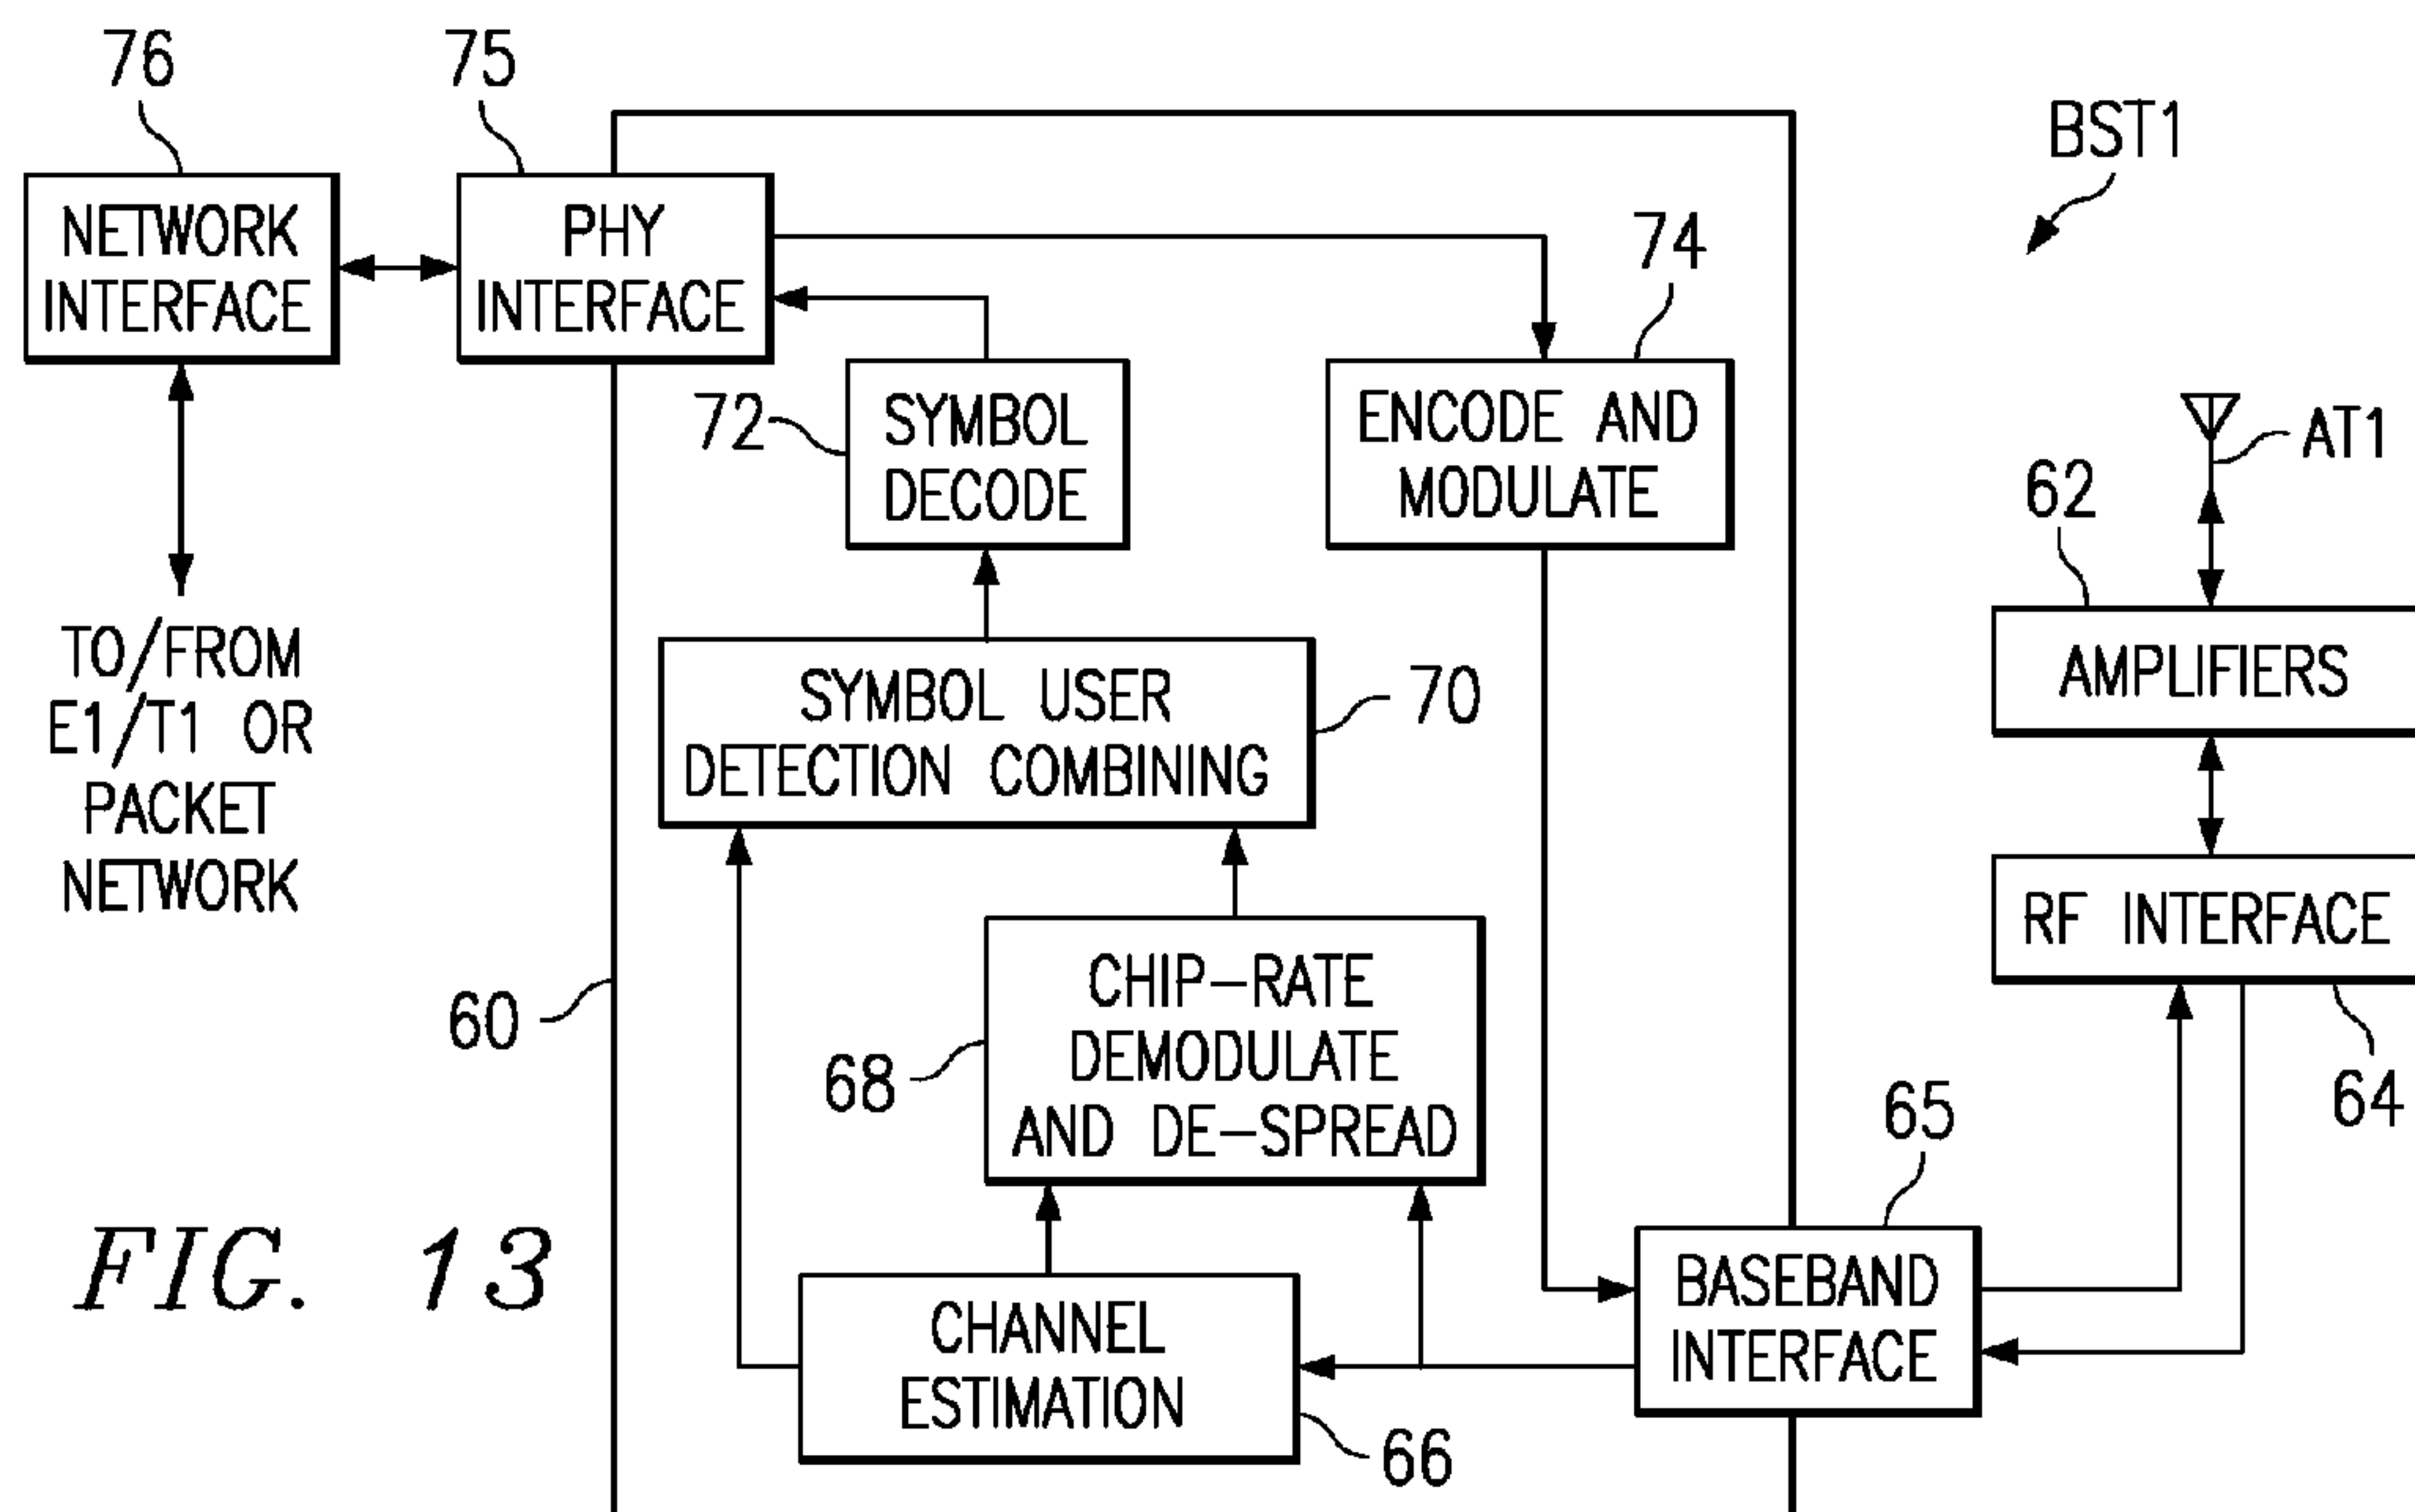 76
75
BST1
NETWORK
INTERFACE
PHY
INTERFACE
74
72
SYMBOL
DECODE
ENCODE AND
MODULATE
AT1
62
TO/FROM
E1/T1 OR
PACKET
NETWORK
SYMBOL USER
DETECTION COMBINING
70
AMPLIFIERS
RF INTERFACE
60
68
CHIP-RATE
DEMODULATE
AND DE-SPREAD
65
64
FIG. 13
CHANNEL
ESTIMATION
BASEBAND
INTERFACE
66